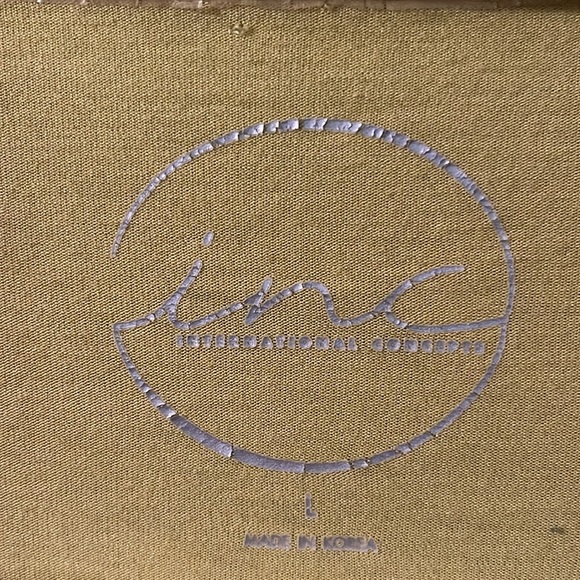 inc
INTERNATIONAL CONCEPTS
L
MADE IN KOREA